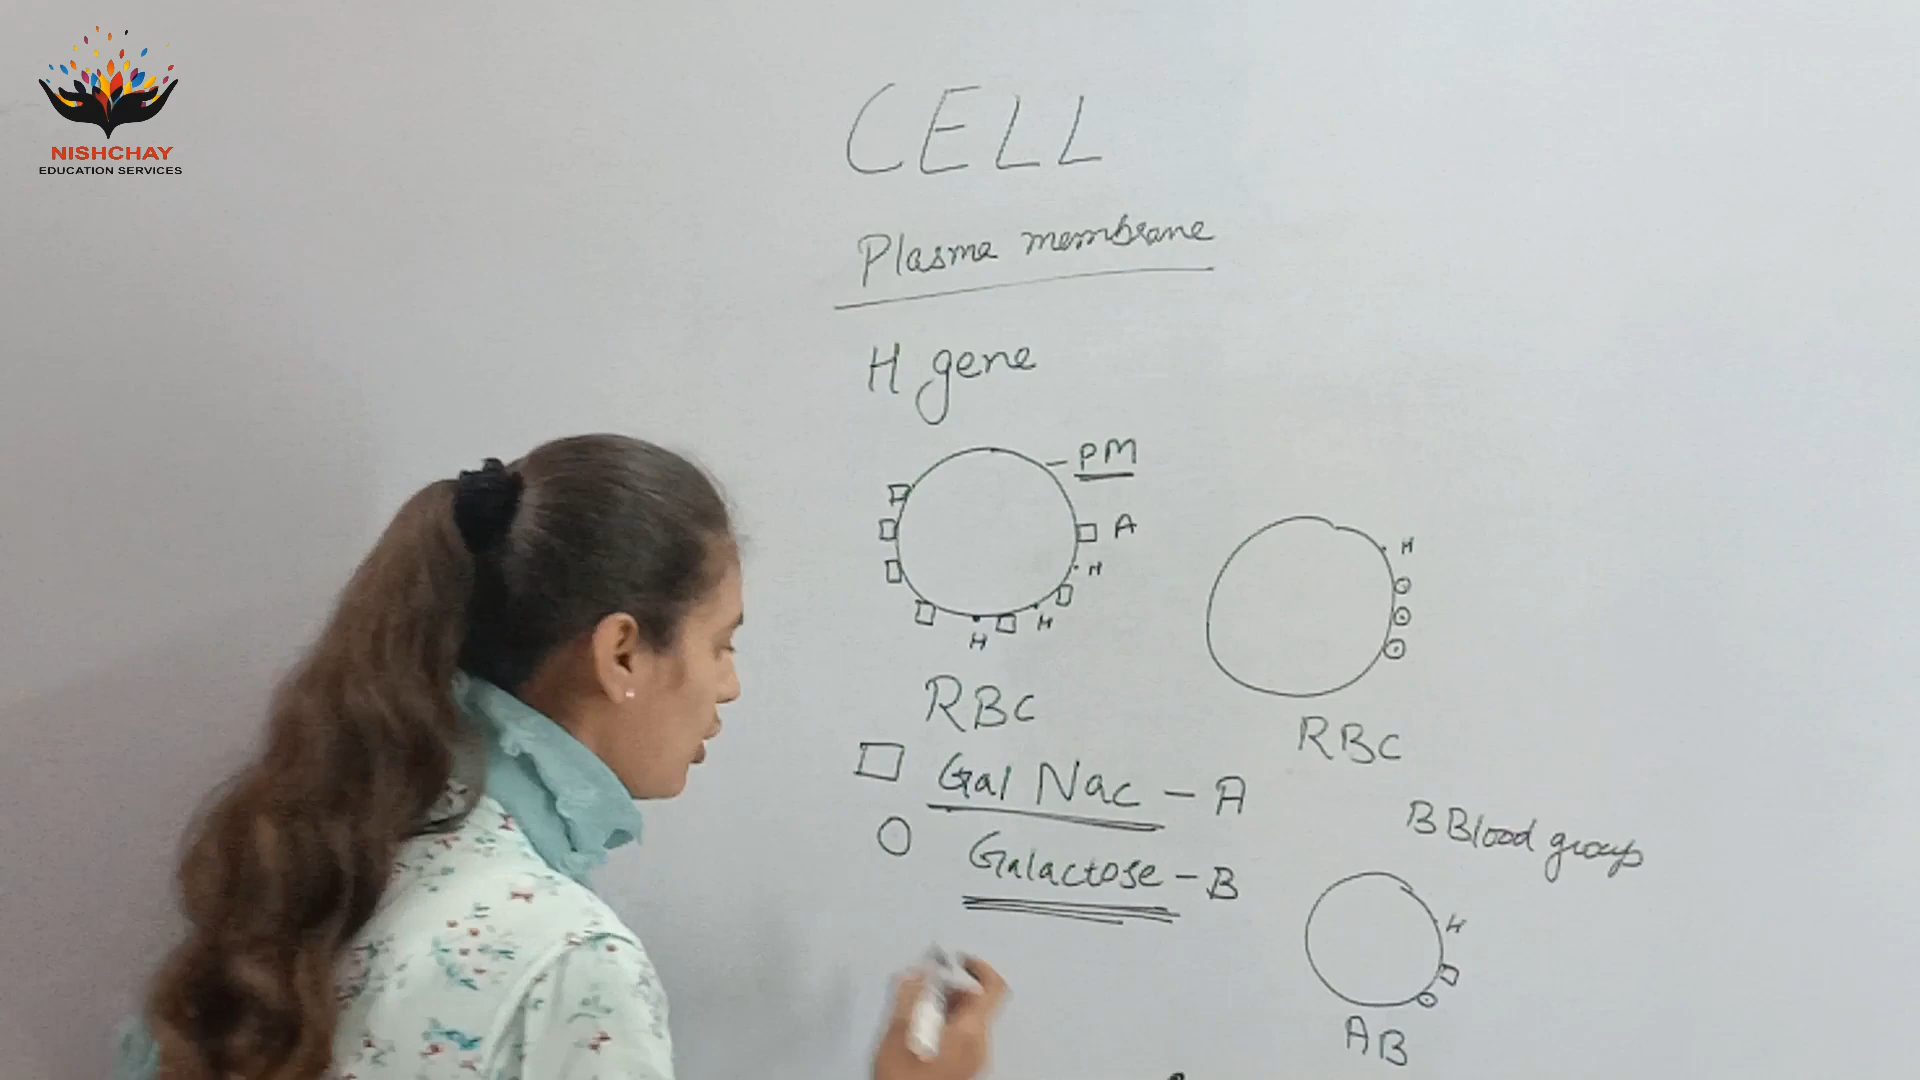 NISHCHAY
EDUCATION SERVICES
CELL
Plasma membrane
H gene
PM
A
H
H
H
RBC
H
RBC
Gal Nac - A
Galactose - B
B Blood group
H
AB